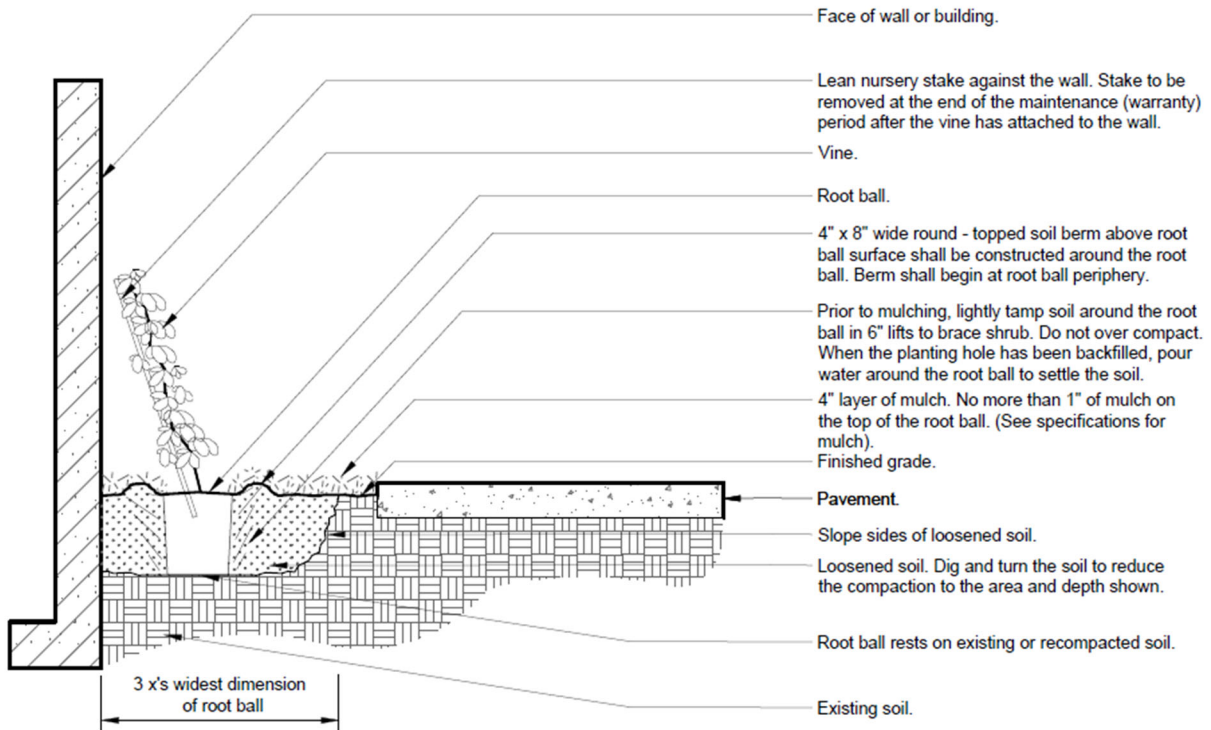 Face of wall or building.
Lean nursery stake against the wall. Stake to be
removed at the end of the maintenance (warranty)
period after the vine has attached to the wall.
Vine.
Root ball.
4" x 8" wide round - topped soil berm above root
ball surface shall be constructed around the root
ball. Berm shall begin at root ball periphery.
Prior to mulching, lightly tamp soil around the root
ball in 6" lifts to brace shrub. Do not over compact.
When the planting hole has been backfilled, pour
water around the root ball to settle the soil.
4" layer of mulch. No more than 1" of mulch on
the top of the root ball. (See specifications for
mulch).
Finished grade.
Pavement.
Slope sides of loosened soil.
Loosened soil. Dig and turn the soil to reduce
the compaction to the area and depth shown.
Root ball rests on existing or recompacted soil.
3 x's widest dimension
of root ball
Existing soil.